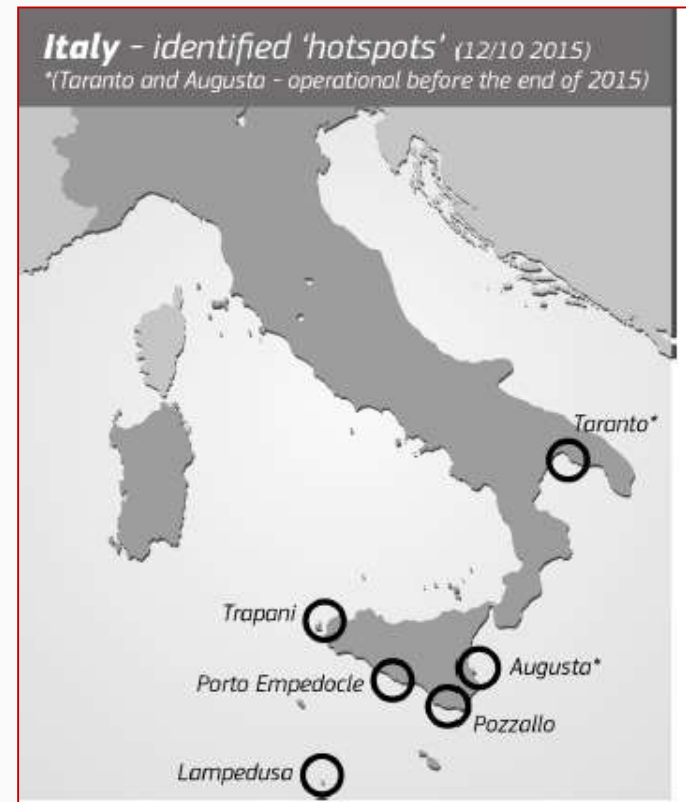 Italy - identified 'hotspots' (12/10 2015)
*(Taranto and Augusta - operational before the end of 2015)
Taranto*
Trapani
Augusta*
Porto Empedocle
Pozzallo
Lampedusa